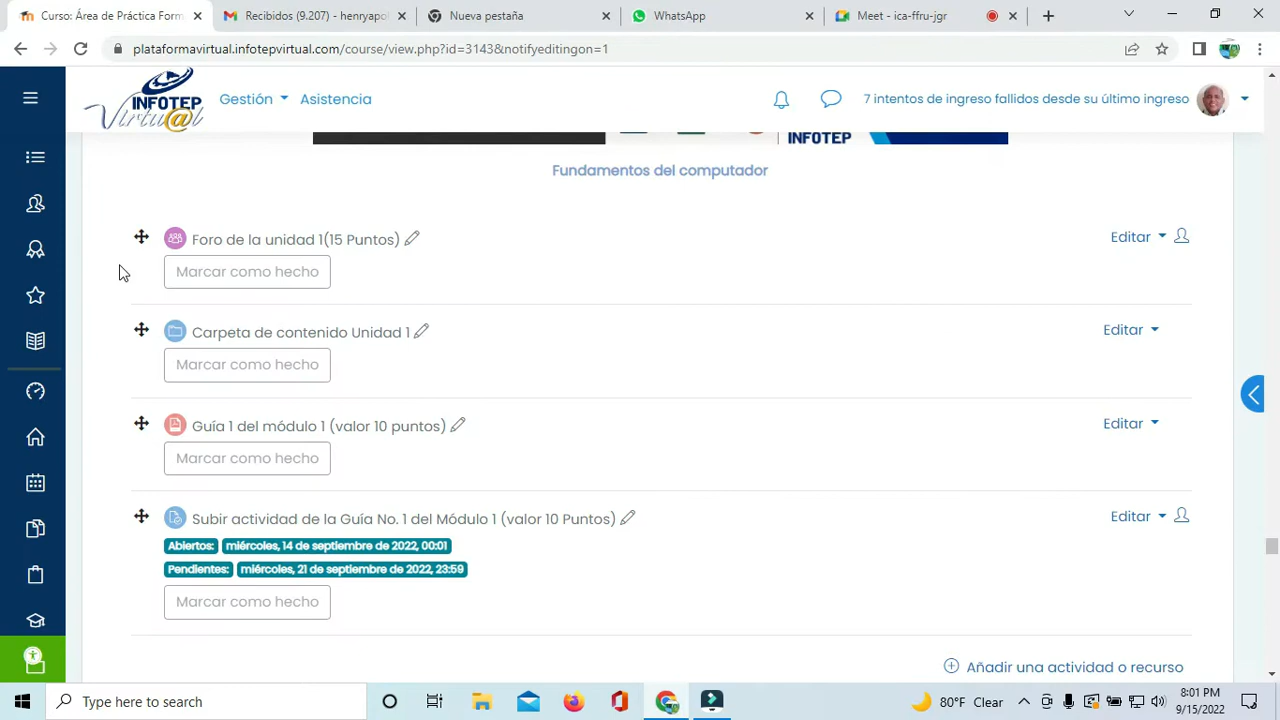 Curso: Área de Práctica Form
Recibidos (9.207) - henrypol
Nueva pestaña
WhatsApp
Meet - ica-ffru-jgr
plataformavirtual.infotepvirtual.com/course/view.php?id=3143&notifyeditingon=1
INFOTEP
Virtu@l
Gestión
Asistencia
7 intentos de ingreso fallidos desde su último ingreso
INFOTEP
Fundamentos del computador
Foro de la unidad 1(15 Puntos)
Editar
Marcar como hecho
Carpeta de contenido Unidad 1
Editar
Marcar como hecho
Guía 1 del módulo 1 (valor 10 puntos)
Editar
Marcar como hecho
Subir actividad de la Guía No. 1 del Módulo 1 (valor 10 Puntos)
Editar
Abiertos: miércoles, 14 de septiembre de 2022, 00:01
Pendientes: miércoles, 21 de septiembre de 2022, 23:59
Marcar como hecho
Añadir una actividad o recurso
Type here to search
80°F Clear
8:01 PM
9/15/2022